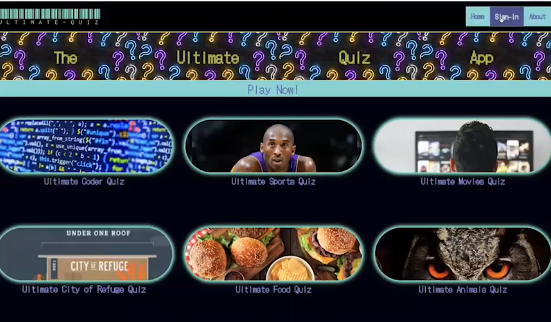 ULTIMATE-QUIZ
Home Sign-in About
The Ultimate Quiz App
Play Now!
Ultimate Coder Quiz Ultimate Sports Quiz Ultimate Movies Quiz
UNDER ONE ROOF
CITY OF REFUGE
Ultimate City of Refuge Quiz Ultimate Food Quiz Ultimate Animals Quiz